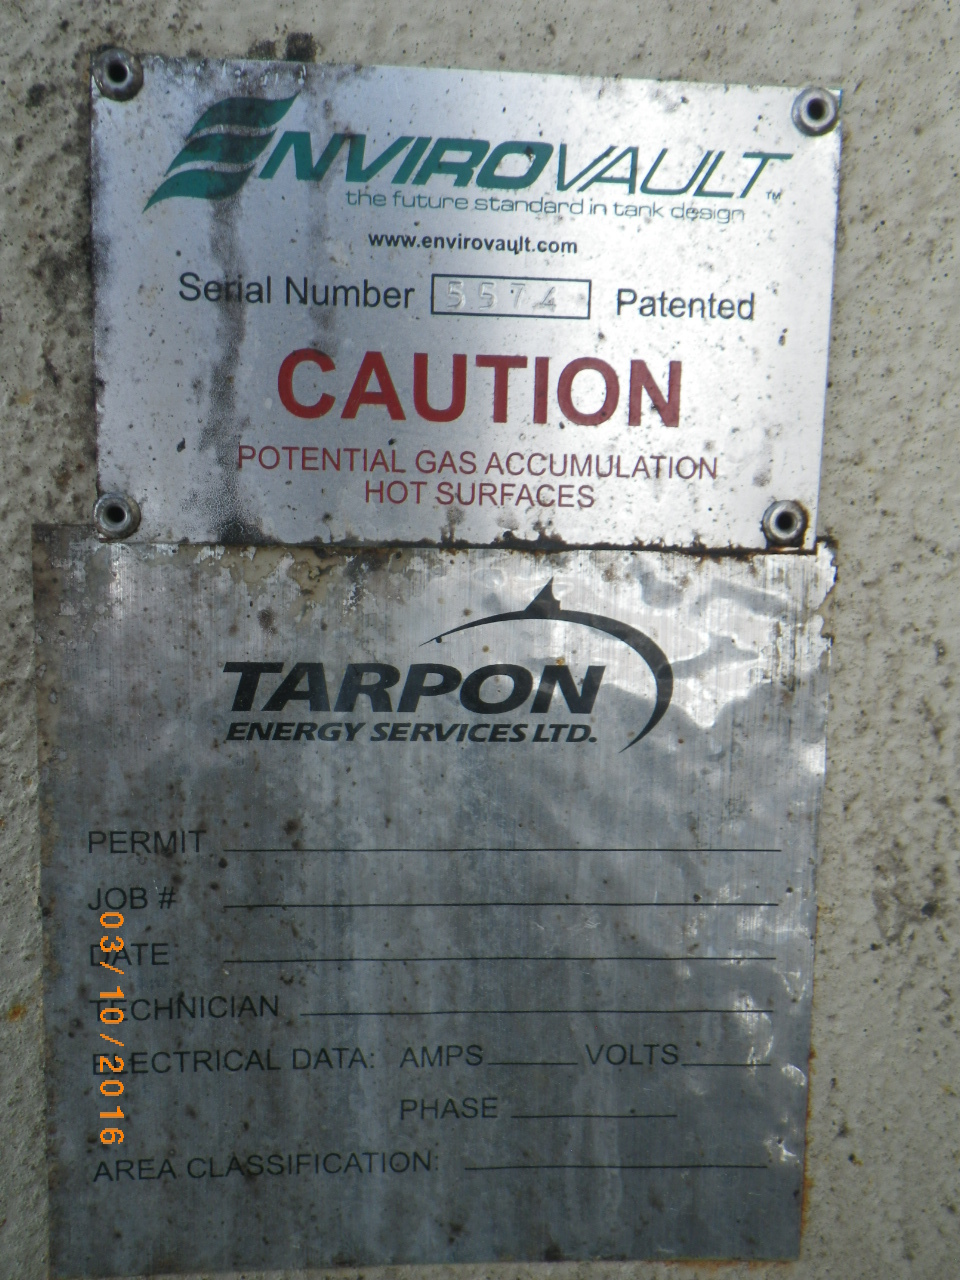 ENVIROVAULT™
the future standard in tank design
www.envirovault.com
Serial Number 5574 Patented
CAUTION
POTENTIAL GAS ACCUMULATION
HOT SURFACES
TARPON
ENERGY SERVICES LTD.
PERMIT
JOB #
DATE
TECHNICIAN
ELECTRICAL DATA: AMPS VOLTS
PHASE
AREA CLASSIFICATION:
03/10/2016